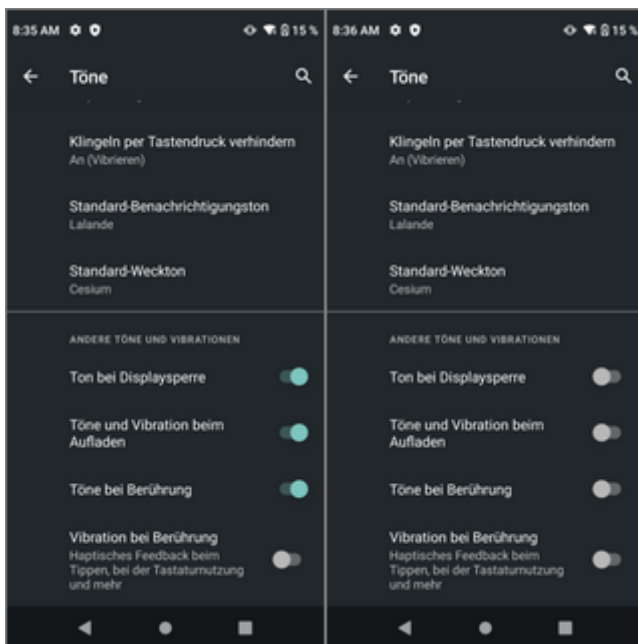 8:35 AM 15 %
Töne
Klingeln per Tastendruck verhindern
An (Vibrieren)
Standard-Benachrichtigungston
Lalande
Standard-Weckton
Cesium
ANDERE TÖNE UND VIBRATIONEN
Ton bei Displaysperre
Töne und Vibration beim
Aufladen
Töne bei Berührung
Vibration bei Berührung
Haptisches Feedback beim
Tippen, bei der Tastaturnutzung
und mehr
8:36 AM 15 %
Töne
Klingeln per Tastendruck verhindern
An (Vibrieren)
Standard-Benachrichtigungston
Lalande
Standard-Weckton
Cesium
ANDERE TÖNE UND VIBRATIONEN
Ton bei Displaysperre
Töne und Vibration beim
Aufladen
Töne bei Berührung
Vibration bei Berührung
Haptisches Feedback beim
Tippen, bei der Tastaturnutzung
und mehr